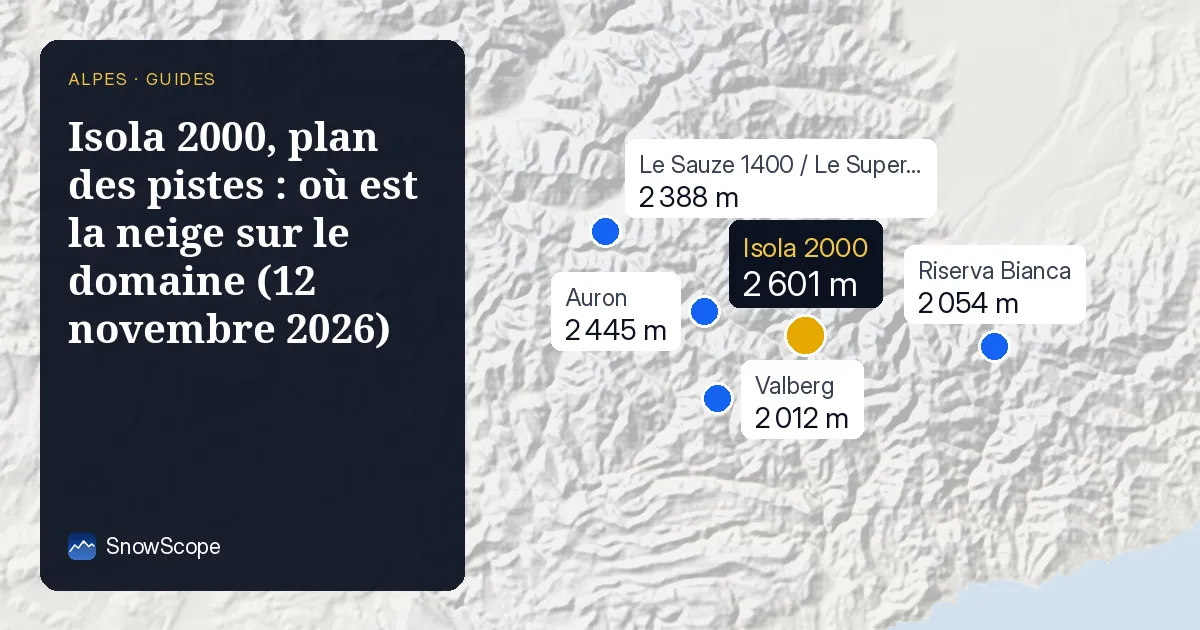 ALPES · GUIDES
Isola 2000, plan
des pistes : où est
la neige sur le
domaine (12
novembre 2026)
SnowScope
Le Sauze 1400 / Le Super...
2 388 m
Isola 2000
2 601 m
Riserva Bianca
2 054 m
Auron
2 445 m
Valberg
2 012 m